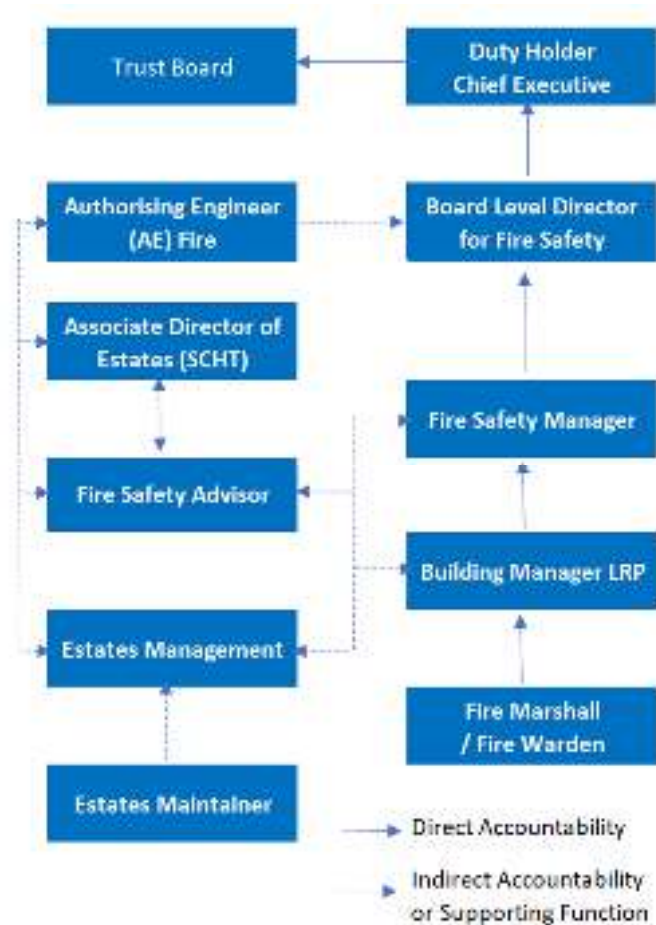 Trust Board
Duty Holder
Chief Executive
Authorising Engineer
(AE) Fire
Board Level Director
for Fire Safety
Associate Director of
Estates (SCHT)
Fire Safety Manager
Fire Safety Advisor
Building Manager LRP
Estates Management
Fire Marshall
/ Fire Warden
Estates Maintainer
Direct Accountability
Indirect Accountability
or Supporting Function